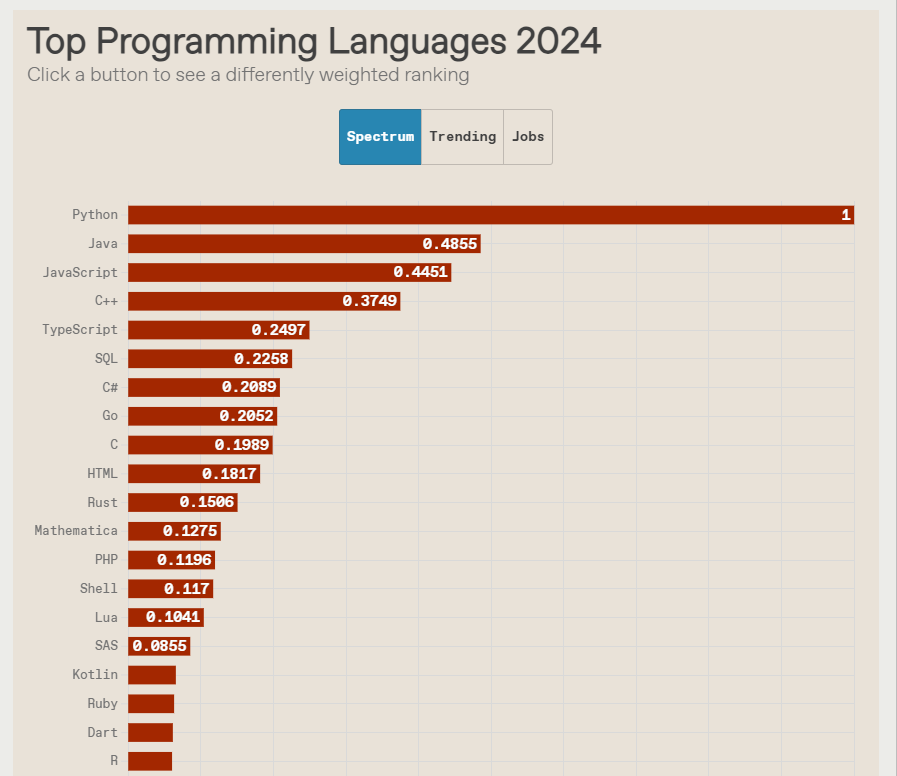 Top Programming Languages 2024
Click a button to see a differently weighted ranking
Spectrum Trending Jobs
Python 1
Java 0.4855
JavaScript 0.4451
C++ 0.3749
TypeScript 0.2497
SQL 0.2258
C# 0.2089
Go 0.2052
C 0.1989
HTML 0.1817
Rust 0.1506
Mathematica 0.1275
PHP 0.1196
Shell 0.117
Lua 0.1041
SAS 0.0855
Kotlin
Ruby
Dart
R